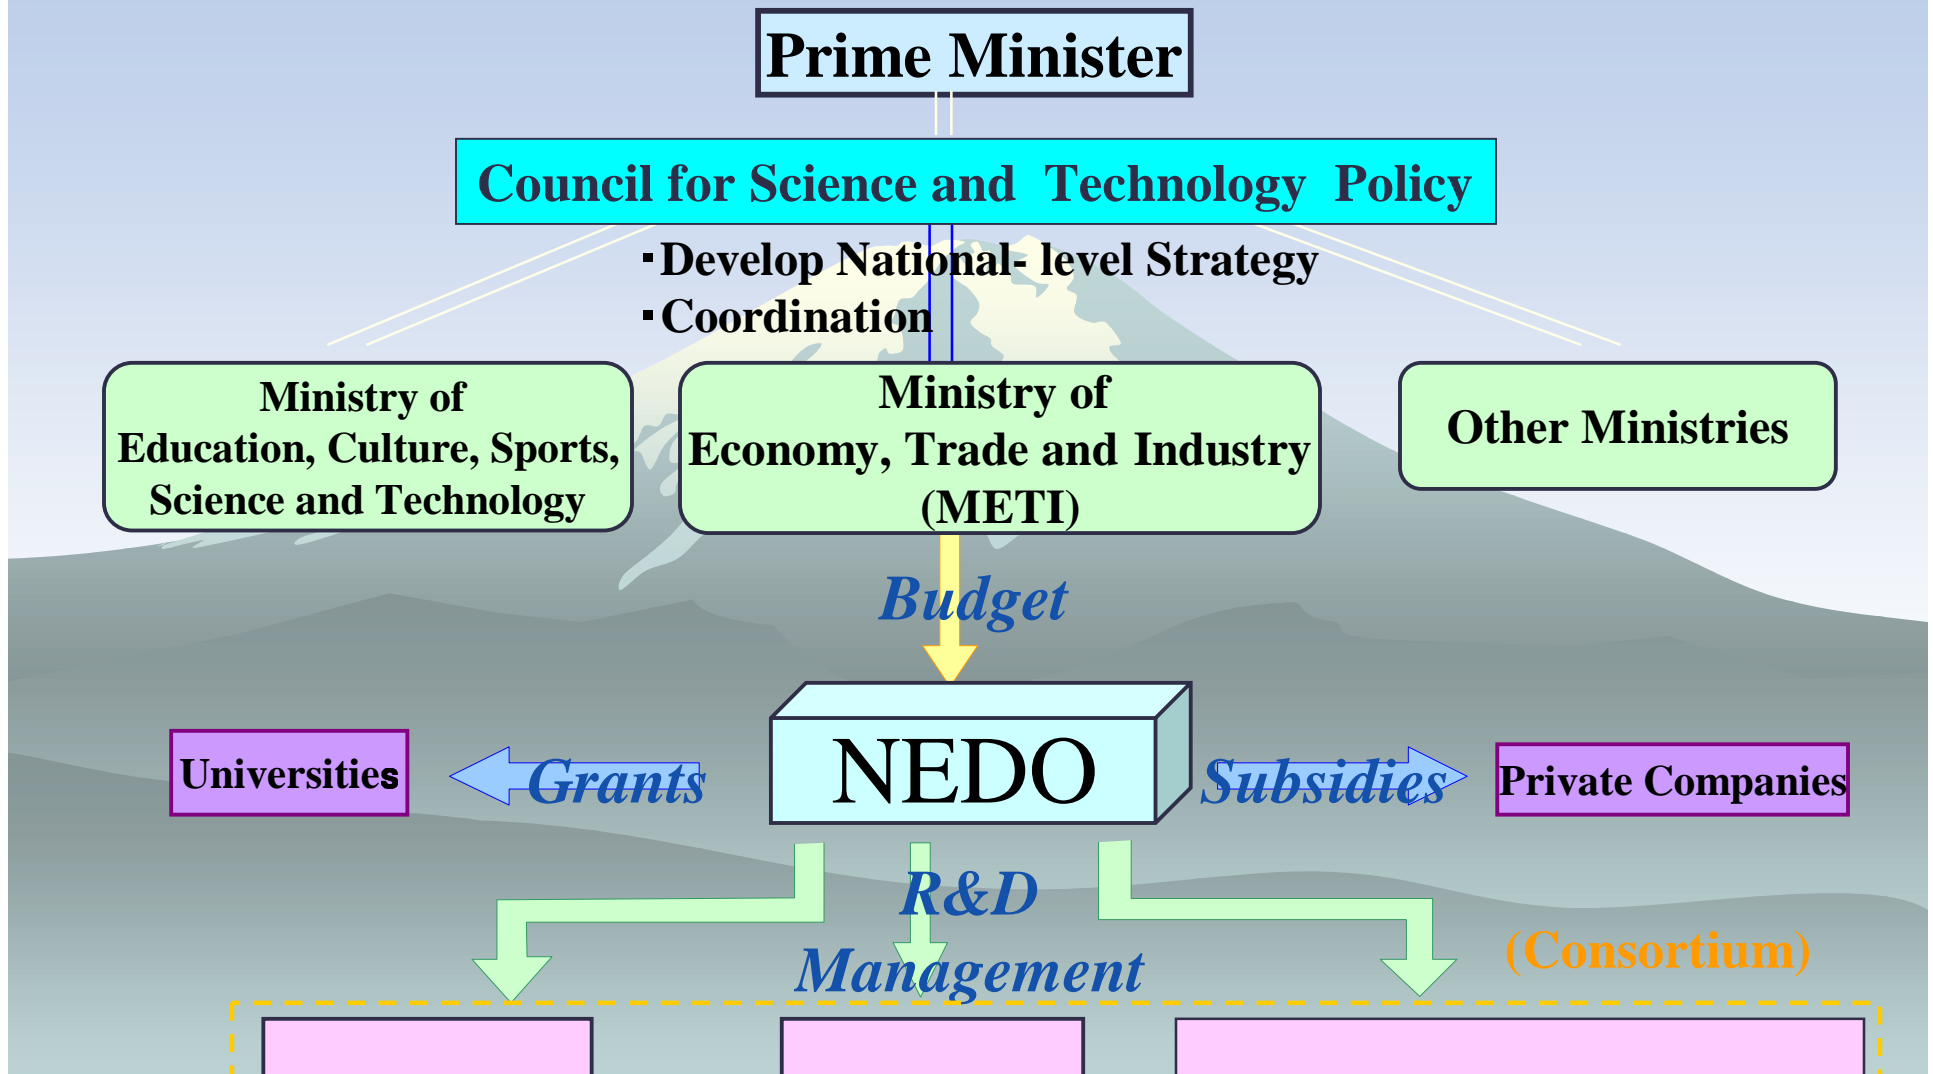 Prime Minister
Council for Science and Technology Policy
▪Develop National- level Strategy
▪Coordination
Ministry of
Education, Culture, Sports,
Science and Technology
Ministry of
Economy, Trade and Industry
(METI)
Other Ministries
Budget
Universities
Grants
NEDO
Subsidies
Private Companies
R&D
Management
(Consortium)